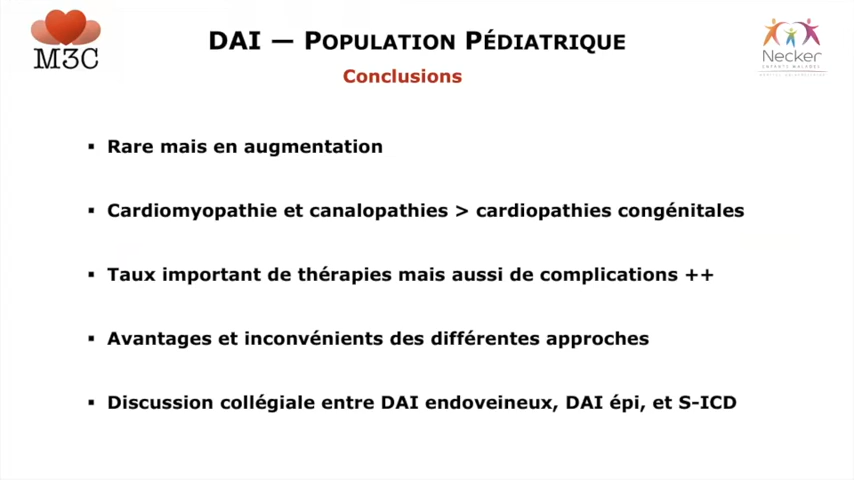 M3C
DAI — POPULATION PÉDIATRIQUE
Conclusions
Necker
ENFANTS MALADES
▪ Rare mais en augmentation
▪ Cardiomyopathie et canalopathies > cardiopathies congénitales
▪ Taux important de thérapies mais aussi de complications ++
▪ Avantages et inconvénients des différentes approches
▪ Discussion collégiale entre DAI endoveineux, DAI épi, et S-ICD